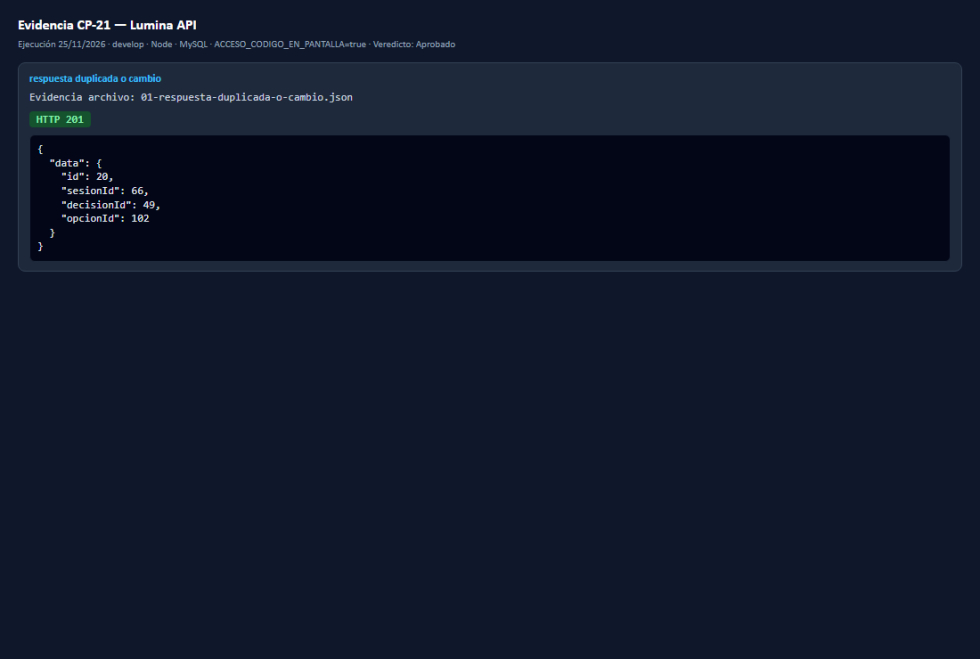 Evidencia CP-21 — Lumina API
Ejecución 25/11/2026 · develop · Node · MySQL · ACCESO_CODIGO_EN_PANTALLA=true · Veredicto: Aprobado
respuesta duplicada o cambio
Evidencia archivo: 01-respuesta-duplicada-o-cambio.json
HTTP 201
{
  "data": {
    "id": 20,
    "sesionId": 66,
    "decisionId": 49,
    "opcionId": 102
  }
}